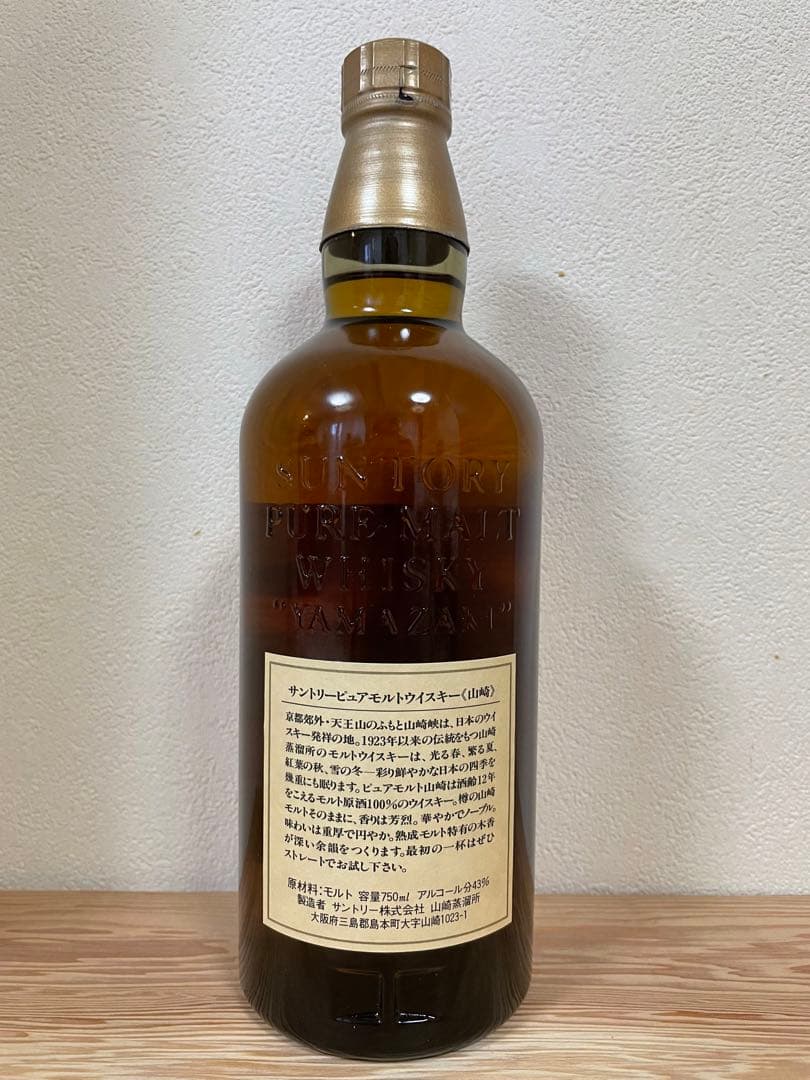 SUNTORY
PURE MALT
WHISKY
"YAMAZAKI"
サントリーピュアモルトウイスキー《山崎》
京都郊外・天王山のふもと山崎峡は、日本のウイ
スキー発祥の地。1923年以来の伝統をもつ山崎
蒸溜所のモルトウイスキーは、光る春、繁る夏、
紅葉の秋、雪の冬―彩り鮮やかな日本の四季を
幾重にも眠ります。ピュアモルト山崎は酒齢12年
をこえるモルト原酒100%のウイスキー。樽の山崎
モルトそのままに、香りは芳烈。華やかでノーブル。
味わいは重厚で円やか。熟成モルト特有の木香
が深い余韻をつくります。最初の一杯はぜひ
ストレートでお試し下さい。
原材料:モルト 容量750ml アルコール分43%
製造者 サントリー株式会社 山崎蒸溜所
大阪府三島郡島本町大字山崎1023-1